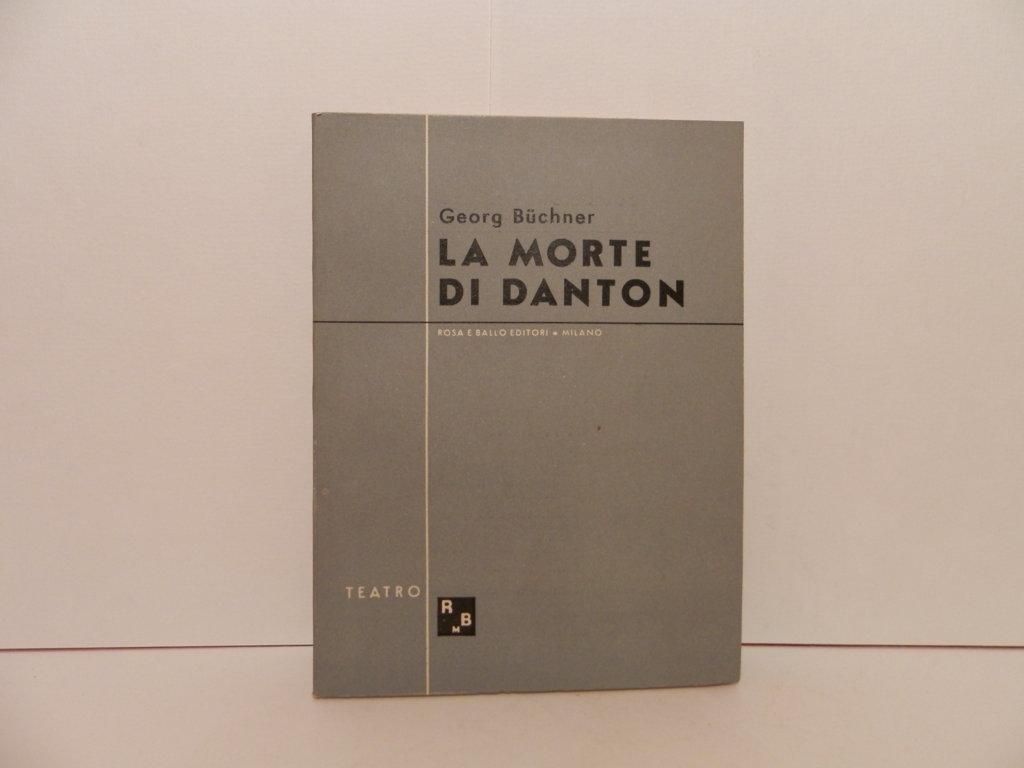 Georg Büchner
LA MORTE
DI DANTON
ROSA E BALLO EDITORI • MILANO
TEATRO
R
B
M